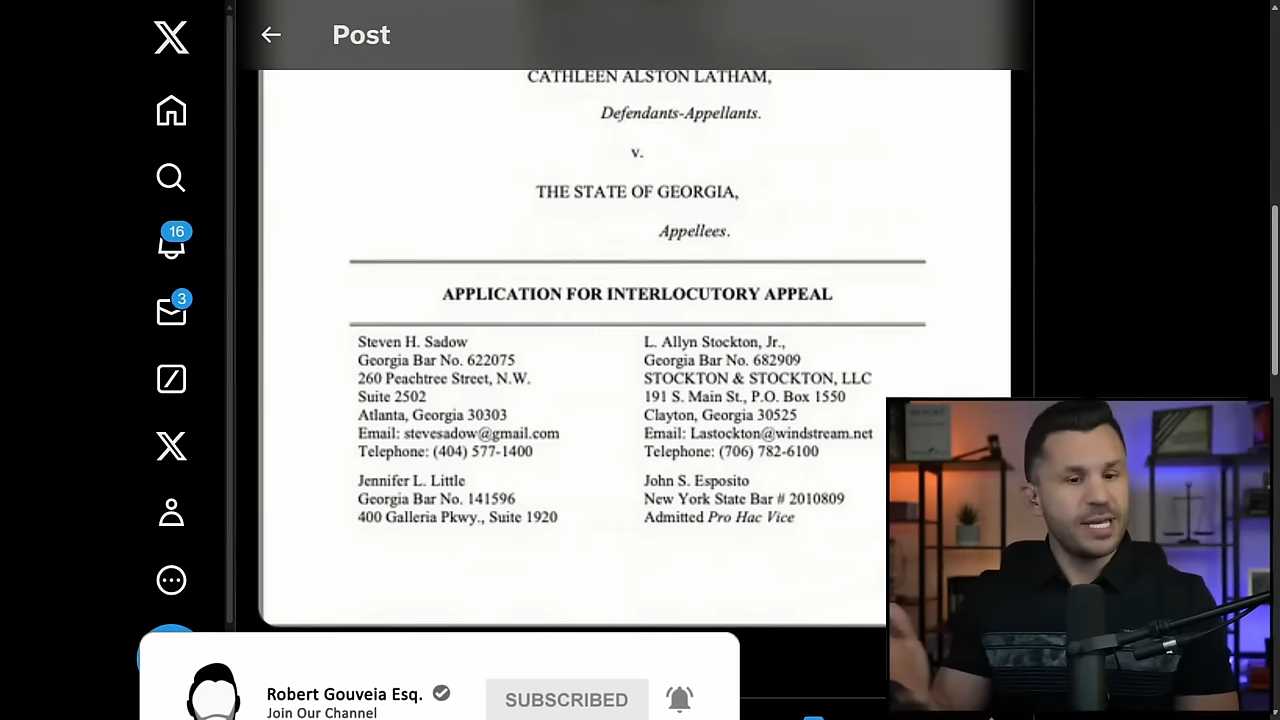 Post
16
3
CATHLEEN ALSTON LATHAM,
Defendants-Appellants.
v.
THE STATE OF GEORGIA,
Appellees.
APPLICATION FOR INTERLOCUTORY APPEAL
Steven H. Sadow
Georgia Bar No. 622075
260 Peachtree Street, N.W.
Suite 2502
Atlanta, Georgia 30303
Email: stevesadow@gmail.com
Telephone: (404) 577-1400
Jennifer L. Little
Georgia Bar No. 141596
400 Galleria Pkwy., Suite 1920
L. Allyn Stockton, Jr.,
Georgia Bar No. 682909
STOCKTON & STOCKTON, LLC
191 S. Main St., P.O. Box 1550
Clayton, Georgia 30525
Email: Lastockton@windstream.net
Telephone: (706) 782-6100
John S. Esposito
New York State Bar # 2010809
Admitted Pro Hac Vice
Robert Gouveia Esq.
Join Our Channel
SUBSCRIBED